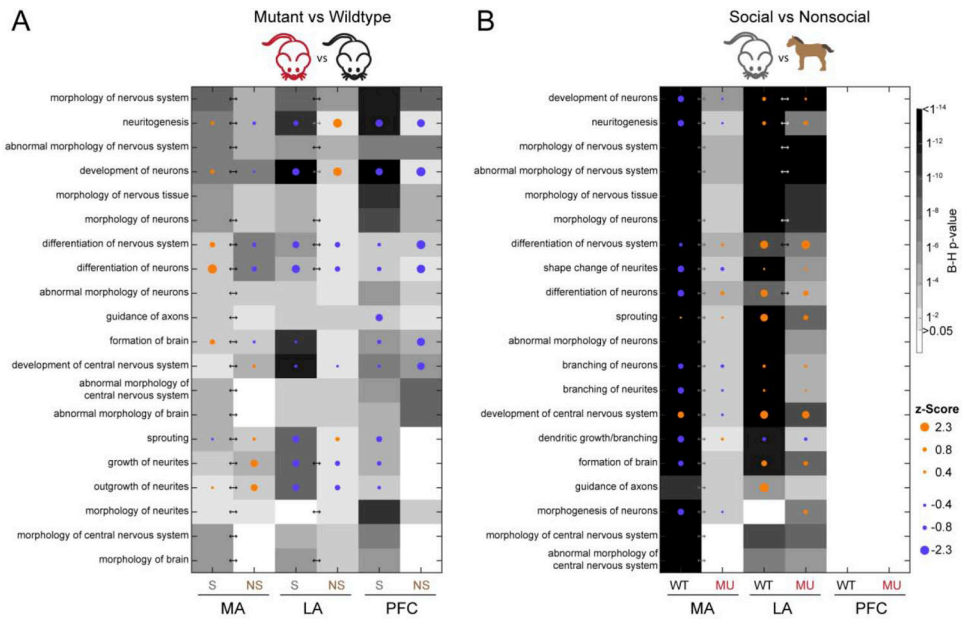 A
Mutant vs Wildtype
vs
morphology of nervous system
neuritogenesis
abnormal morphology of nervous system
development of neurons
morphology of nervous tissue
morphology of neurons
differentiation of nervous system
differentiation of neurons
abnormal morphology of neurons
guidance of axons
formation of brain
development of central nervous system
abnormal morphology of
central nervous system
abnormal morphology of brain
sprouting
growth of neurites
outgrowth of neurites
morphology of neurites
morphology of central nervous system
morphology of brain
S NS S NS S NS
MA LA PFC
B
Social vs Nonsocial
vs
development of neurons
neuritogenesis
morphology of nervous system
abnormal morphology of nervous system
morphology of nervous tissue
morphology of neurons
differentiation of nervous system
shape change of neurites
differentiation of neurons
sprouting
abnormal morphology of neurons
branching of neurons
branching of neurites
development of central nervous system
dendritic growth/branching
formation of brain
guidance of axons
morphogenesis of neurons
morphology of central nervous system
abnormal morphology of
central nervous system
WT MU WT MU WT MU
MA LA PFC
<1-14
1-12
1-10
1-8
1-6
1-4
1-2
>0.05
B-H p-value
z-Score
2.3
0.8
0.4
-0.4
-0.8
-2.3